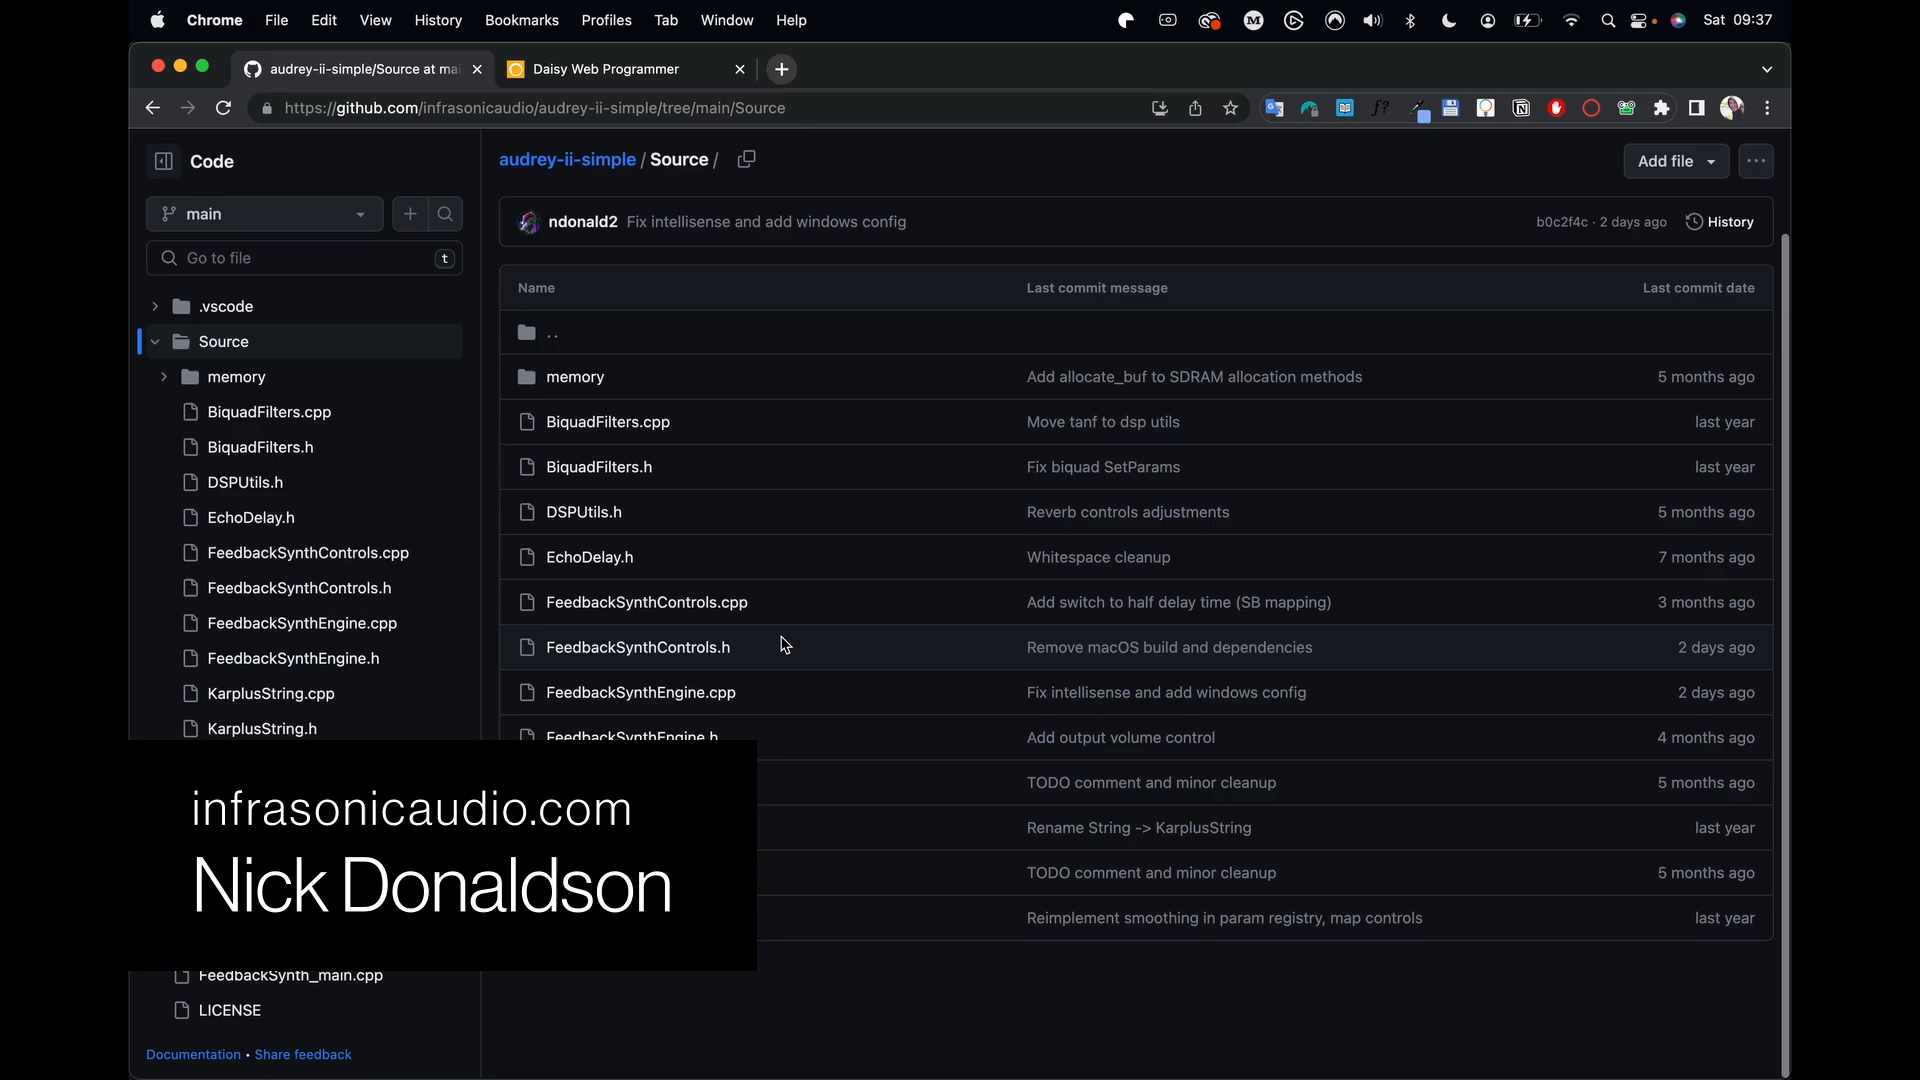 Chrome File Edit View History Bookmarks Profiles Tab Window Help Sat 09:37
audrey-ii-simple/Source at mai
Daisy Web Programmer
https://github.com/infrasonicaudio/audrey-ii-simple/tree/main/Source
Code
main
Go to file t
.vscode
Source
memory
BiquadFilters.cpp
BiquadFilters.h
DSPUtils.h
EchoDelay.h
FeedbackSynthControls.cpp
FeedbackSynthControls.h
FeedbackSynthEngine.cpp
FeedbackSynthEngine.h
KarplusString.cpp
KarplusString.h
FeedbackSynth_main.cpp
LICENSE
Documentation • Share feedback
audrey-ii-simple / Source /
Add file
ndonald2 Fix intellisense and add windows config b0c2f4c · 2 days ago History
Name Last commit message Last commit date
..
memory Add allocate_buf to SDRAM allocation methods 5 months ago
BiquadFilters.cpp Move tanf to dsp utils last year
BiquadFilters.h Fix biquad SetParams last year
DSPUtils.h Reverb controls adjustments 5 months ago
EchoDelay.h Whitespace cleanup 7 months ago
FeedbackSynthControls.cpp Add switch to half delay time (SB mapping) 3 months ago
FeedbackSynthControls.h Remove macOS build and dependencies 2 days ago
FeedbackSynthEngine.cpp Fix intellisense and add windows config 2 days ago
FeedbackSynthEngine.h Add output volume control 4 months ago
TODO comment and minor cleanup 5 months ago
Rename String -> KarplusString last year
TODO comment and minor cleanup 5 months ago
Reimplement smoothing in param registry, map controls last year
infrasonicaudio.com
Nick Donaldson